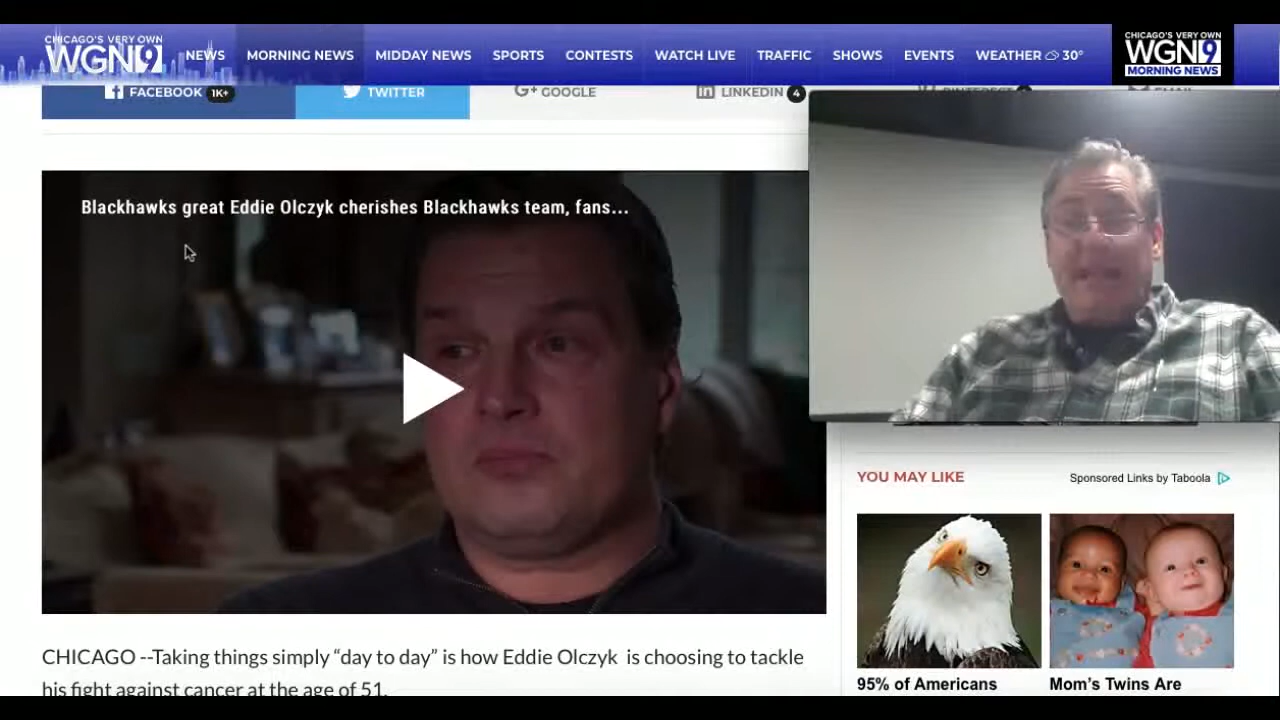 CHICAGO'S VERY OWN
WGN9
NEWS MORNING NEWS MIDDAY NEWS SPORTS CONTESTS WATCH LIVE TRAFFIC SHOWS EVENTS WEATHER 30°
CHICAGO'S VERY OWN
WGN9
MORNING NEWS
FACEBOOK 1K+ TWITTER G+ GOOGLE LINKEDIN 4 PINTEREST EMAIL
Blackhawks great Eddie Olczyk cherishes Blackhawks team, fans...
YOU MAY LIKE Sponsored Links by Taboola
95% of Americans
Mom's Twins Are
CHICAGO --Taking things simply “day to day” is how Eddie Olczyk is choosing to tackle
his fight against cancer at the age of 51.